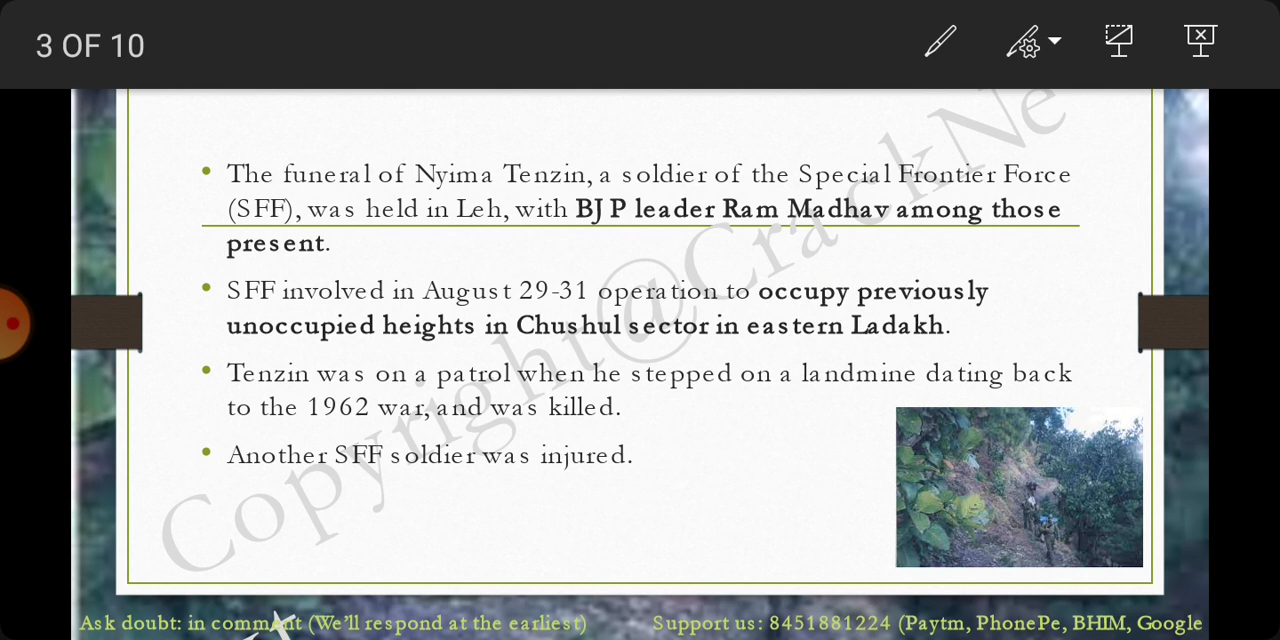 3 OF 10
The funeral of Nyima Tenzin, a soldier of the Special Frontier Force
(SFF), was held in Leh, with BJP leader Ram Madhav among those
present.
SFF involved in August 29-31 operation to occupy previously
unoccupied heights in Chushul sector in eastern Ladakh.
Tenzin was on a patrol when he stepped on a landmine dating back
to the 1962 war, and was killed.
Another SFF soldier was injured.
Copyright@CrackNe
Ask doubt: in comment (We'll respond at the earliest)
Support us: 8451881224 (Paytm, PhonePe, BHIM, Google